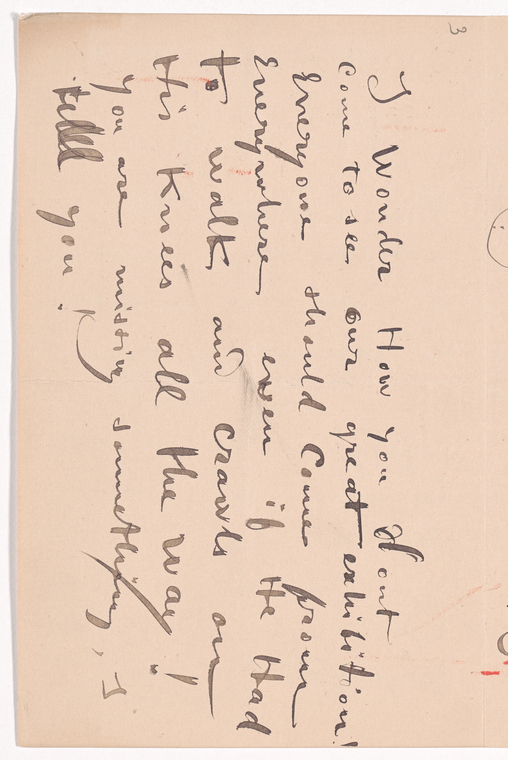 3
I Wonder How you Dont
come to see our great exhibition!
Everyone should come from
Everywhere even if He Had
to walk and crawls on
His Knees all the way!
you are missing something, I
tell you!